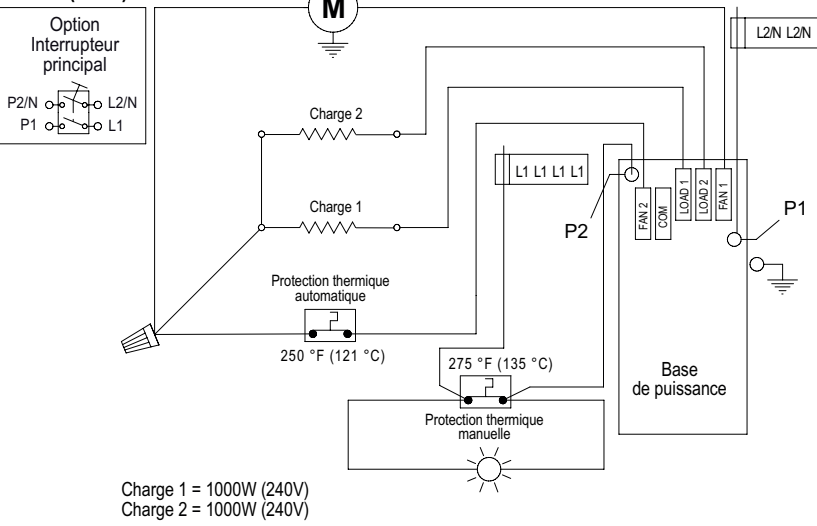 M
Option
Interrupteur
principal
P2/N L2/N
P1 L1
L2/N L2/N
Charge 2
L1 L1 L1 L1
Charge 1
P2
FAN 2
COM
LOAD 1
LOAD 2
FAN 1
P1
Protection thermique
automatique
250 °F (121 °C)
275 °F (135 °C)
Protection thermique
manuelle
Base
de puissance
Charge 1 = 1000W (240V)
Charge 2 = 1000W (240V)